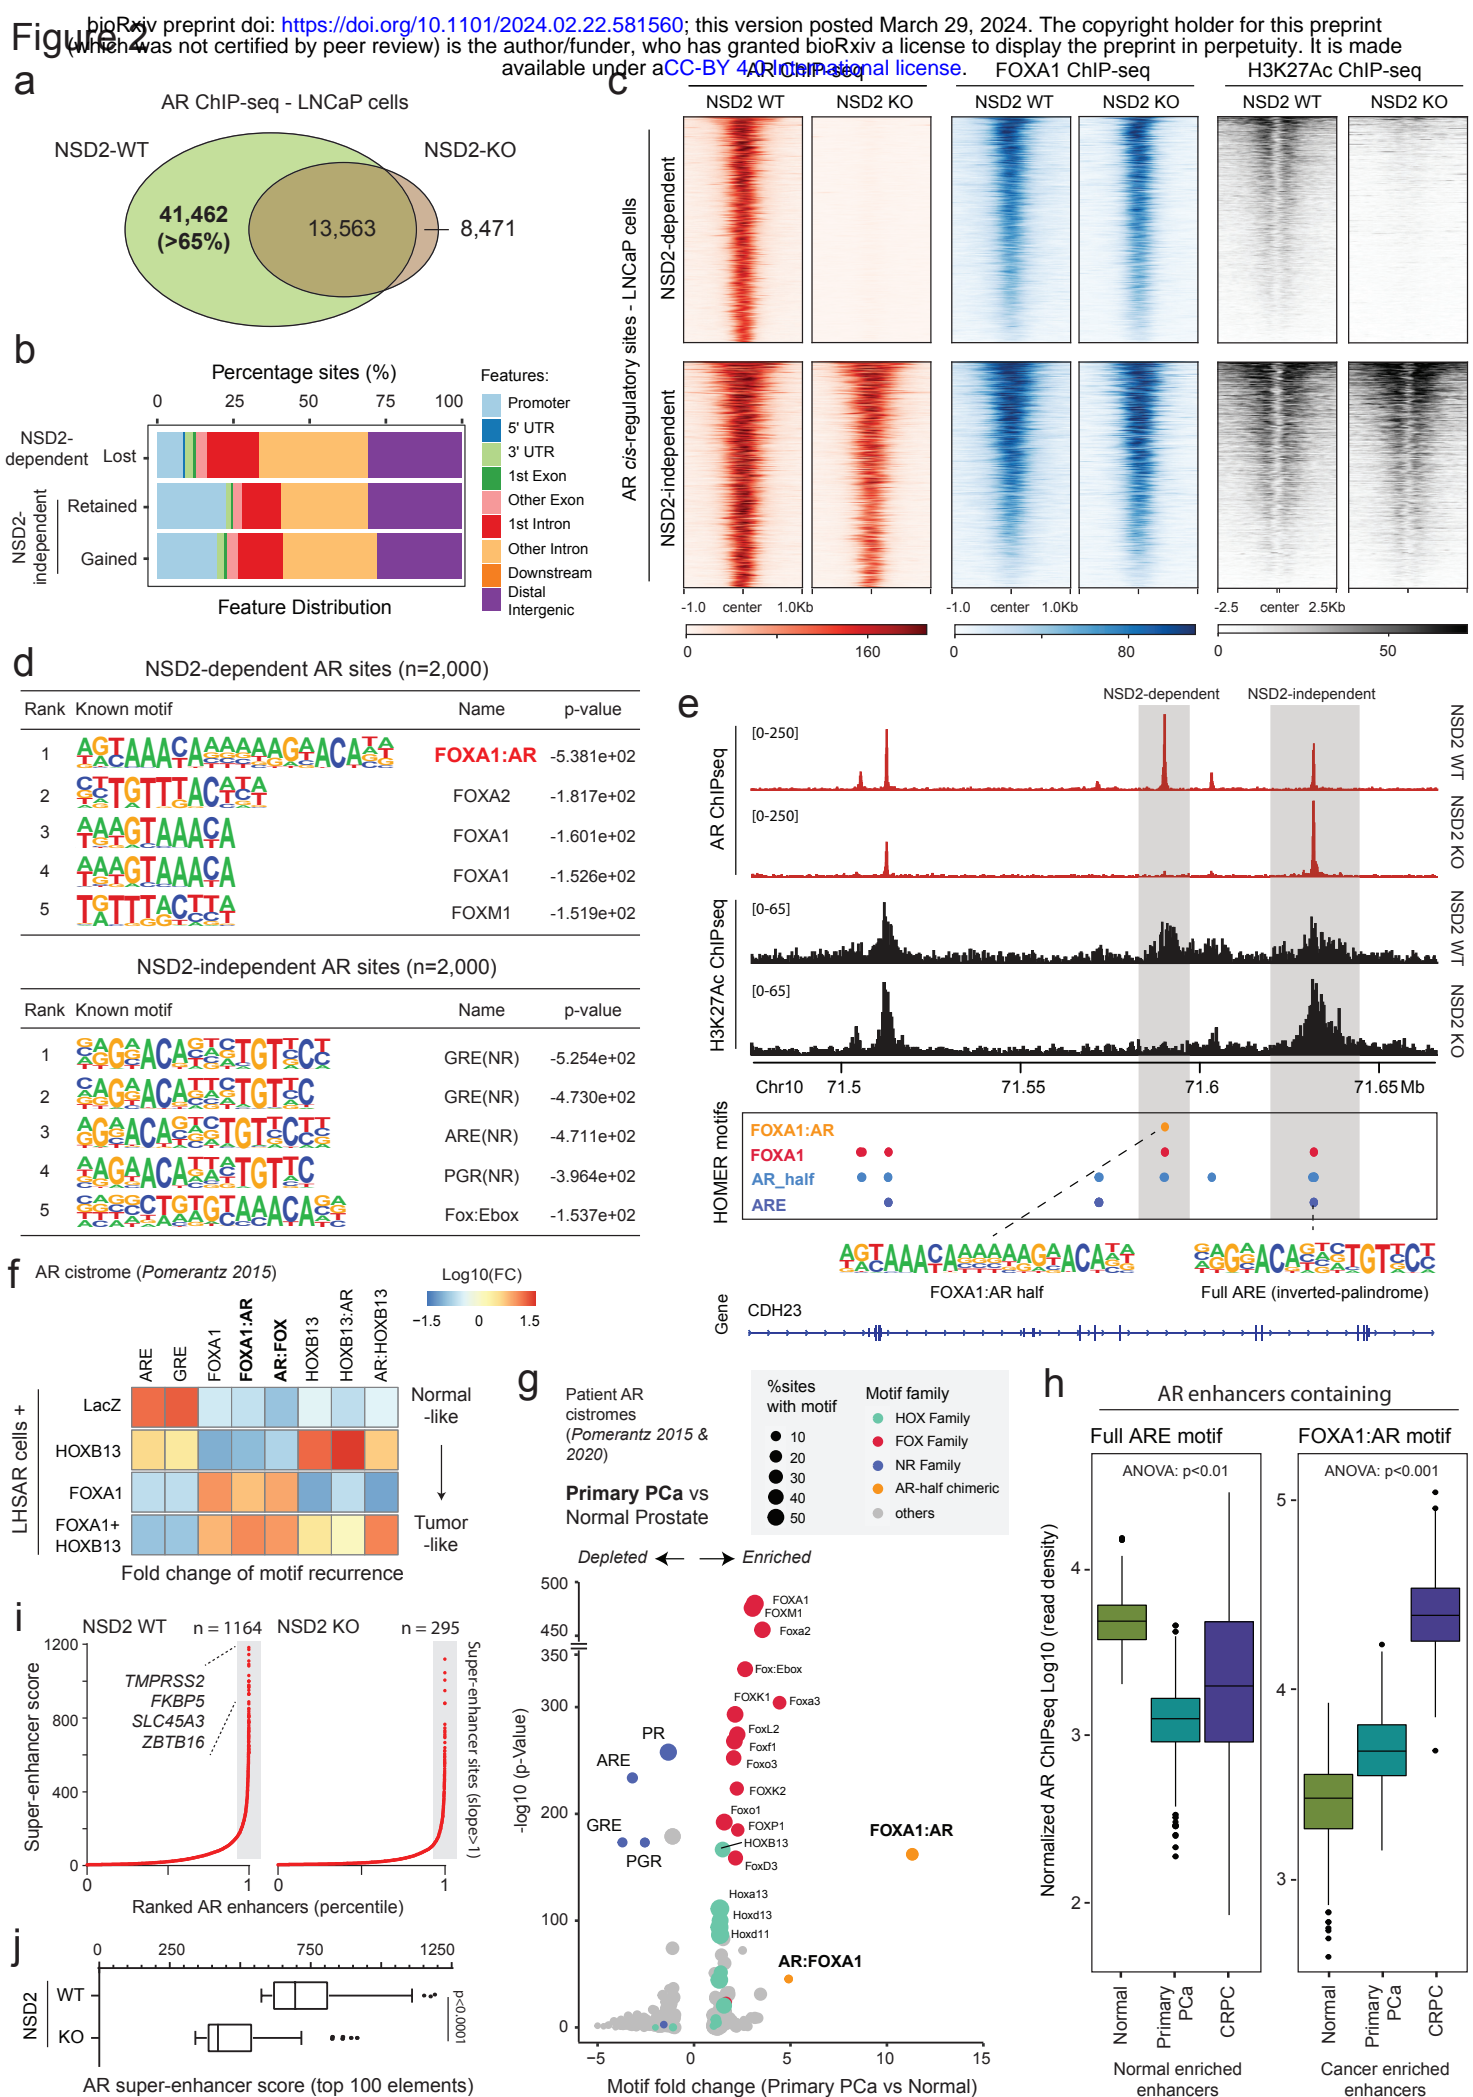 bioRxiv preprint doi: https://doi.org/10.1101/2024.02.22.581560; this version posted March 29, 2024. The copyright holder for this preprint
(which was not certified by peer review) is the author/funder, who has granted bioRxiv a license to display the preprint in perpetuity. It is made
available under aCC-BY 4.0 International license.
Figure 2
a
AR ChIP-seq - LNCaP cells
NSD2-WT
NSD2-KO
41,462
(>65%)
13,563
8,471
b
Percentage sites (%)
0 25 50 75 100
NSD2-
dependent
Lost
NSD2-
independent
Retained
Gained
Feature Distribution
Features:
Promoter
5' UTR
3' UTR
1st Exon
Other Exon
1st Intron
Other Intron
Downstream
Distal
Intergenic
c
AR ChIP-seq FOXA1 ChIP-seq H3K27Ac ChIP-seq
NSD2 WT NSD2 KO NSD2 WT NSD2 KO NSD2 WT NSD2 KO
AR cis-regulatory sites - LNCaP cells
NSD2-dependent
NSD2-independent
-1.0 center 1.0Kb -1.0 center 1.0Kb -2.5 center 2.5Kb
0 160 0 80 0 50
d
NSD2-dependent AR sites (n=2,000)
Rank Known motif Name p-value
1 FOXA1:AR -5.381e+02
2 FOXA2 -1.817e+02
3 FOXA1 -1.601e+02
4 FOXA1 -1.526e+02
5 FOXM1 -1.519e+02
NSD2-independent AR sites (n=2,000)
Rank Known motif Name p-value
1 GRE(NR) -5.254e+02
2 GRE(NR) -4.730e+02
3 ARE(NR) -4.711e+02
4 PGR(NR) -3.964e+02
5 Fox:Ebox -1.537e+02
e
NSD2-dependent NSD2-independent
AR ChIPseq
[0-250]
NSD2 WT
[0-250]
NSD2 KO
H3K27Ac ChIPseq
[0-65]
NSD2 WT
[0-65]
NSD2 KO
Chr10 71.5 71.55 71.6 71.65 Mb
HOMER motifs
FOXA1:AR
FOXA1
AR_half
ARE
FOXA1:AR half
Full ARE (inverted-palindrome)
Gene
CDH23
f
AR cistrome (Pomerantz 2015)
Log10(FC)
−1.5 0 1.5
ARE
GRE
FOXA1
FOXA1:AR
AR:FOX
HOXB13
HOXB13:AR
AR:HOXB13
LHSAR cells +
LacZ
HOXB13
FOXA1
FOXA1+
HOXB13
Normal
-like
Tumor
-like
Fold change of motif recurrence
g
Patient AR
cistromes
(Pomerantz 2015 &
2020)
Primary PCa vs
Normal Prostate
%sites
with motif
10
20
30
40
50
Motif family
HOX Family
FOX Family
NR Family
AR-half chimeric
others
Depleted Enriched
-log10 (p-Value)
500
450
350
300
200
100
0
FOXA1
FOXM1
Foxa2
Fox:Ebox
Foxa3
FOXK1
FoxL2
Foxf1
Foxo3
FOXK2
Foxo1
FOXP1
HOXB13
FoxD3
Hoxa13
Hoxd13
Hoxd11
PR
ARE
GRE
PGR
FOXA1:AR
AR:FOXA1
−5 0 5 10 15
Motif fold change (Primary PCa vs Normal)
h
AR enhancers containing
Full ARE motif FOXA1:AR motif
ANOVA: p<0.01 ANOVA: p<0.001
Normalized AR ChIPseq Log10 (read density)
4
3
2
5
4
3
Normal
Primary
PCa
CRPC
Normal
Primary
PCa
CRPC
Normal enriched
enhancers
Cancer enriched
enhancers
i
NSD2 WT n = 1164 NSD2 KO n = 295
Super-enhancer score
1200
800
400
0
TMPRSS2
FKBP5
SLC45A3
ZBTB16
Super-enhancer sites (slope>1)
0 1 0 1
Ranked AR enhancers (percentile)
j
0 250 750 1250
NSD2
WT
KO
p<0.0001
AR super-enhancer score (top 100 elements)